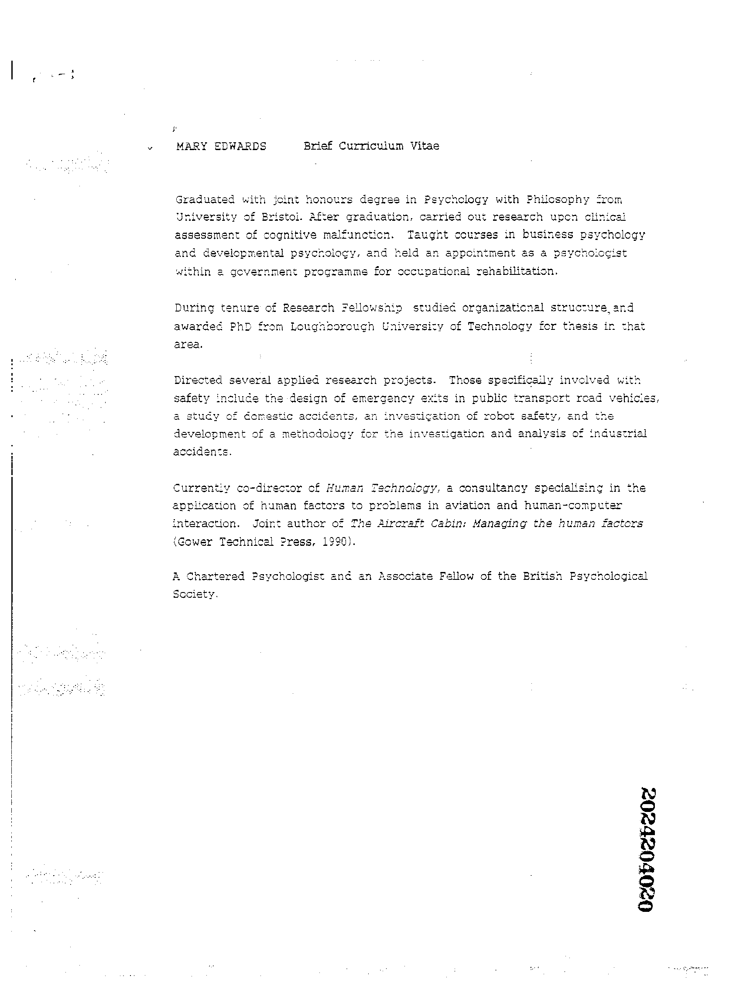 MARY EDWARDS Brief Curriculum Vitae
Graduated with joint honours degree in Psychology with Philosophy from
University of Bristol. After graduation, carried out research upon clinical
assessment of cognitive malfunction. Taught courses in business psychology
and developmental psychology, and held an appointment as a psychologist
within a government programme for occupational rehabilitation.
During tenure of Research Fellowship studied organizational structure and
awarded PhD from Loughborough University of Technology for thesis in that
area.
Directed several applied research projects. Those specifically involved with
safety include the design of emergency exits in public transport road vehicles,
a study of domestic accidents, an investigation of robot safety, and the
development of a methodology for the investigation and analysis of industrial
accidents.
Currently co-director of Human Technology, a consultancy specialising in the
application of human factors to problems in aviation and human-computer
interaction. Joint author of The Aircraft Cabin: Managing the human factors
(Gower Technical Press, 1990).
A Chartered Psychologist and an Associate Fellow of the British Psychological
Society.
2024204020